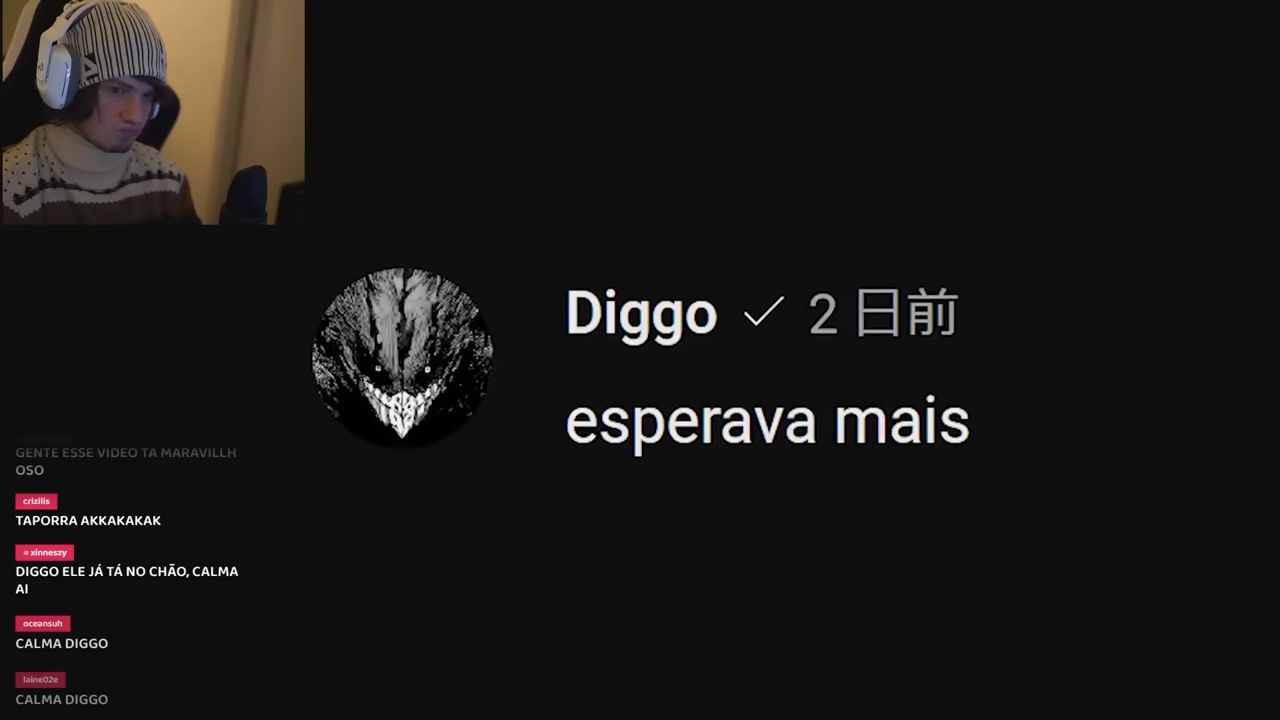 Diggo ✓ 2 日前
esperava mais
GENTE ESSE VIDEO TA MARAVILLH
OSO
crizilis
TAPORRA AKKAKAKAK
xinneszy
DIGGO ELE JÁ TÁ NO CHÃO, CALMA
AI
oceansuh
CALMA DIGGO
laine02e
CALMA DIGGO